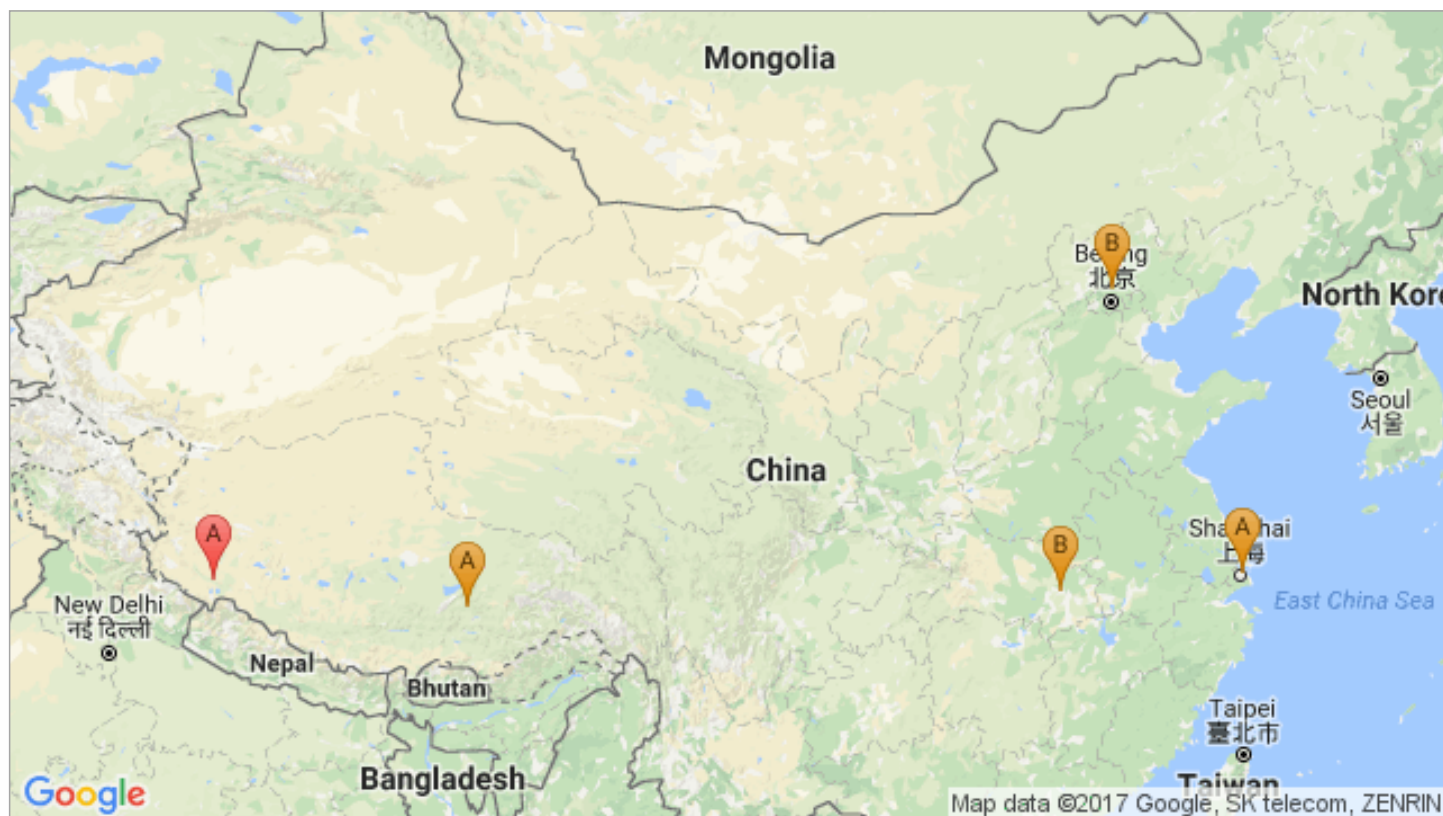 Mongolia
B
Beijing
北京
North Kore
Seoul
서울
China
A
A
B
A
Shanghai
上海
New Delhi
नई दिल्ली
East China Sea
Nepal
Bhutan
Taipei
臺北市
Bangladesh
Taiwan
Google
Map data ©2017 Google, SK telecom, ZENRIN